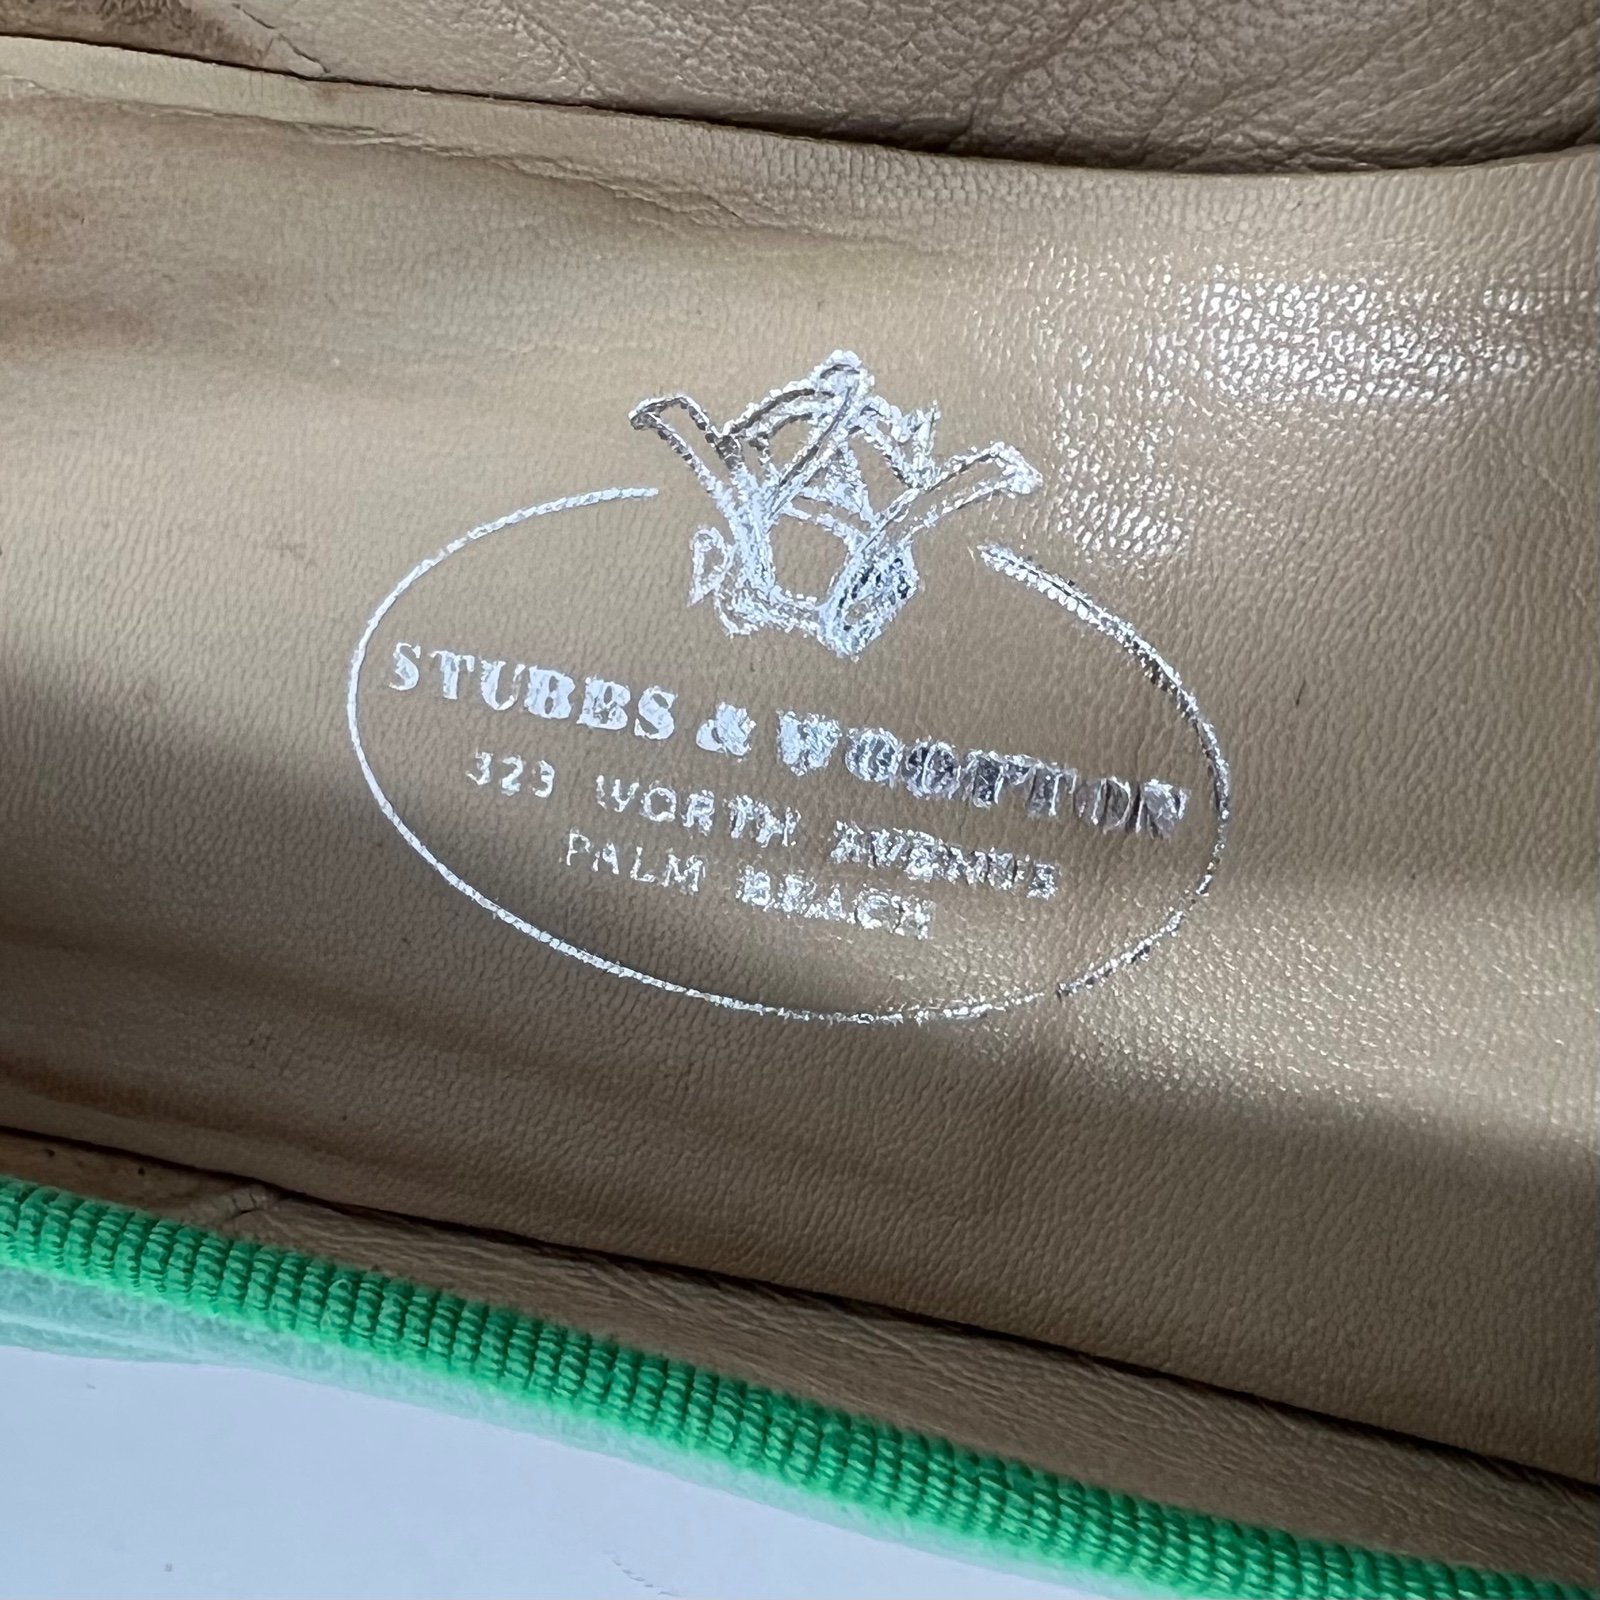 STUBBS & WOOTTON
323 WORTH AVENUE
PALM BEACH